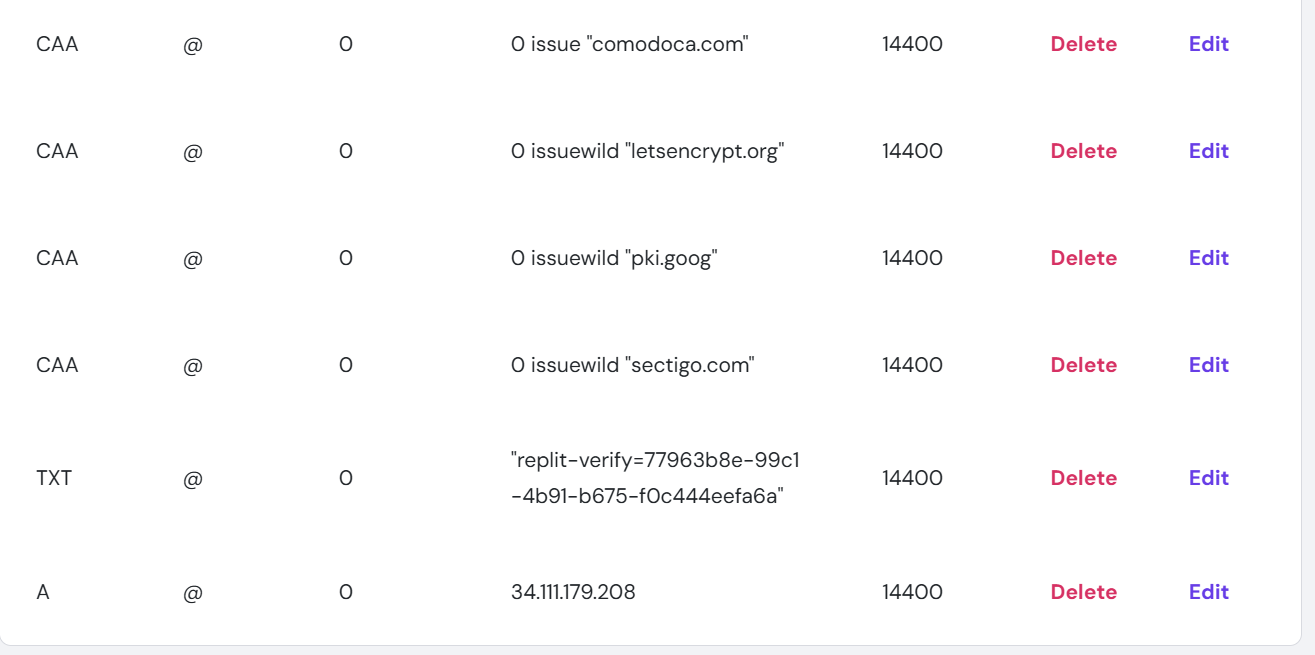 CAA @ 0 0 issue "comodoca.com" 14400 Delete Edit
CAA @ 0 0 issuewild "letsencrypt.org" 14400 Delete Edit
CAA @ 0 0 issuewild "pki.goog" 14400 Delete Edit
CAA @ 0 0 issuewild "sectigo.com" 14400 Delete Edit
TXT @ 0 "replit-verify=77963b8e-99c1
-4b91-b675-f0c444eefa6a" 14400 Delete Edit
A @ 0 34.111.179.208 14400 Delete Edit